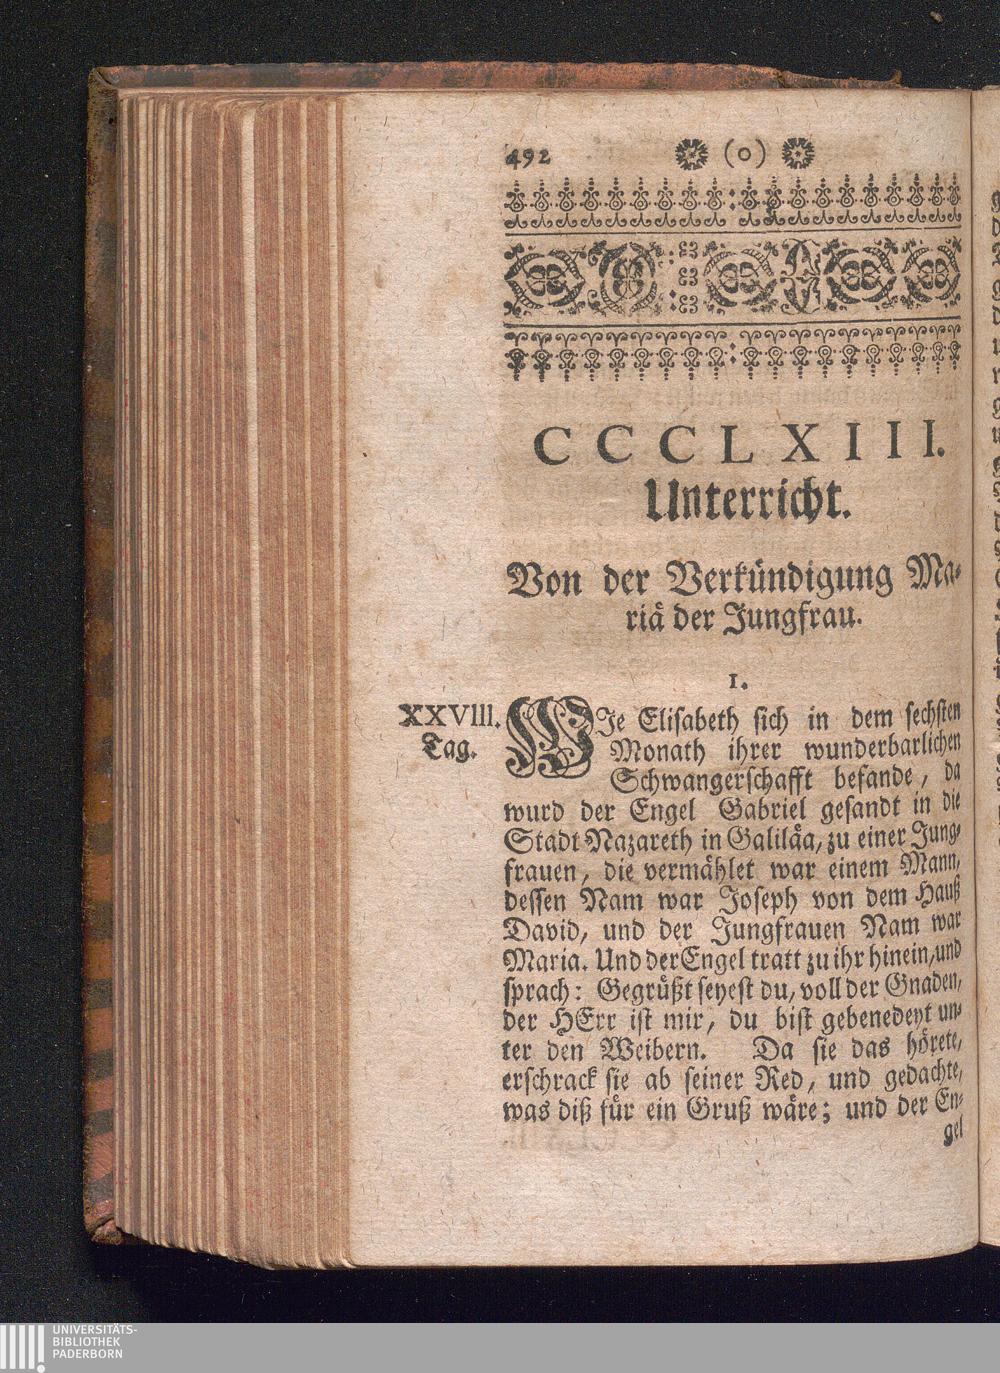 492 (o)
CCCLXIII.
Unterricht.
Von der Verkündigung Ma-
riä der Jungfrau.
I.
XXVIII.
Tag.
WIe Elisabeth sich in dem sechsten
Monath ihrer wunderbarlichen
Schwangerschafft befande, da
wurd der Engel Gabriel gesandt in die
Stadt Nazareth in Galiläa, zu einer Jung-
frauen, die vermählet war einem Mann,
dessen Nam war Joseph von dem Hauß
David, und der Jungfrauen Nam war
Maria. Und der Engel tratt zu ihr hinein, und
sprach: Gegrüßt seyest du, voll der Gnaden,
der HErr ist mir, du bist gebenedeyt un-
ter den Weibern. Da sie das hörete,
erschrack sie ab seiner Red, und gedachte,
was diß für ein Gruß wäre; und der En-
gel
UNIVERSITÄTS-
BIBLIOTHEK
PADERBORN